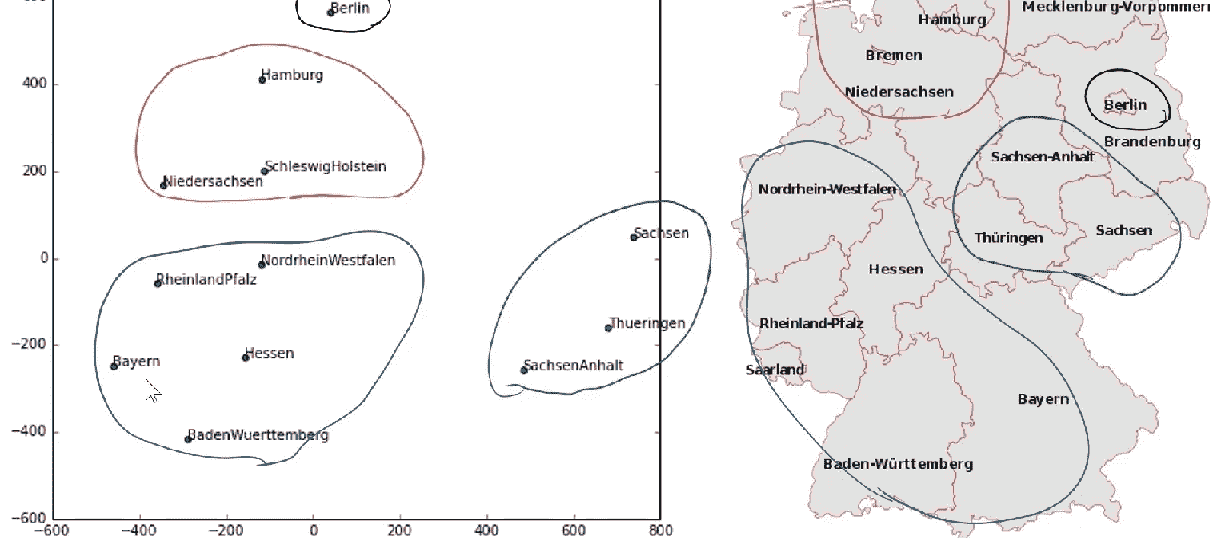 Berlin
Hamburg
400
SchleswigHolstein
200
Niedersachsen
Sachsen
0
NordrheinWestfalen
RheinlandPfalz
Thueringen
−200
Hessen
Bayern
SachsenAnhalt
−400
BadenWuerttemberg
−600
−600 −400 −200 0 200 400 600 800
Mecklenburg-Vorpommern
Hamburg
Bremen
Niedersachsen
Berlin
Brandenburg
Sachsen-Anhalt
Nordrhein-Westfalen
Sachsen
Thüringen
Hessen
Rheinland-Pfalz
Saarland
Bayern
Baden-Württemberg